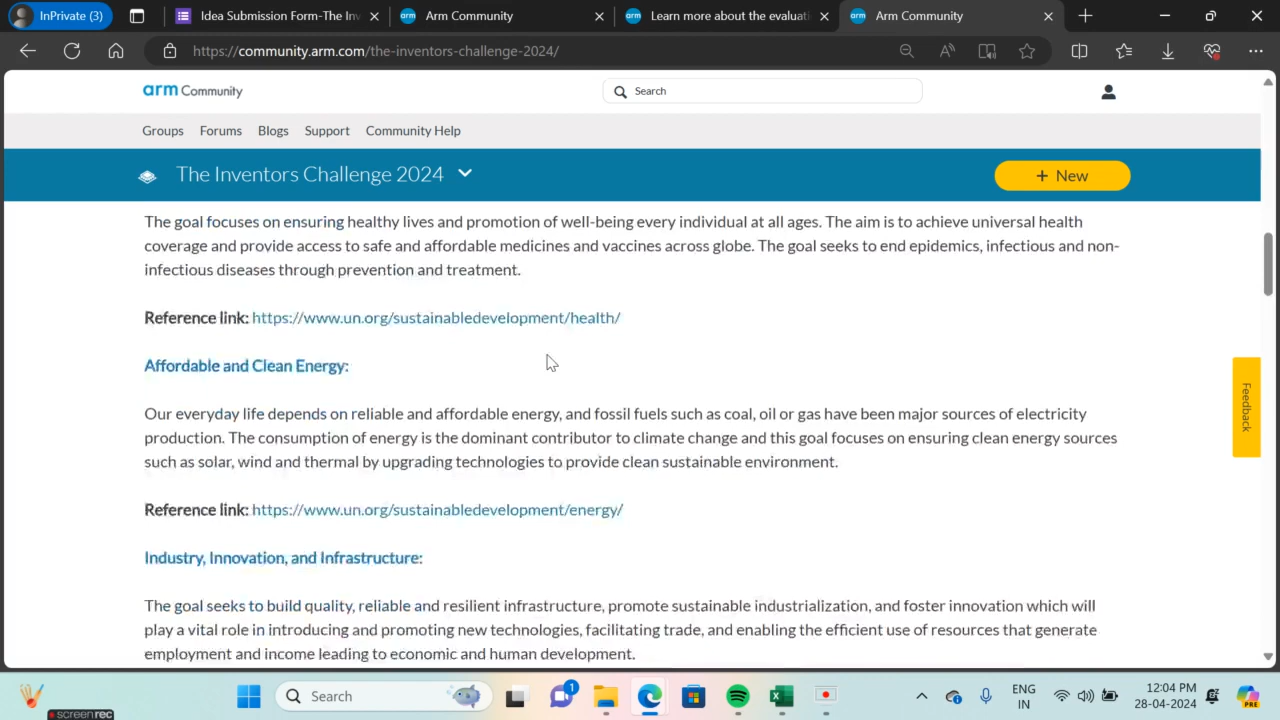 InPrivate (3)
Idea Submission Form-The Inv
Arm Community
Learn more about the evaluati
Arm Community
https://community.arm.com/the-inventors-challenge-2024/
arm Community
Search
Groups Forums Blogs Support Community Help
The Inventors Challenge 2024
+ New
The goal focuses on ensuring healthy lives and promotion of well-being every individual at all ages. The aim is to achieve universal health
coverage and provide access to safe and affordable medicines and vaccines across globe. The goal seeks to end epidemics, infectious and non-
infectious diseases through prevention and treatment.
Reference link: https://www.un.org/sustainabledevelopment/health/
Affordable and Clean Energy:
Our everyday life depends on reliable and affordable energy, and fossil fuels such as coal, oil or gas have been major sources of electricity
production. The consumption of energy is the dominant contributor to climate change and this goal focuses on ensuring clean energy sources
such as solar, wind and thermal by upgrading technologies to provide clean sustainable environment.
Reference link: https://www.un.org/sustainabledevelopment/energy/
Industry, Innovation, and Infrastructure:
The goal seeks to build quality, reliable and resilient infrastructure, promote sustainable industrialization, and foster innovation which will
play a vital role in introducing and promoting new technologies, facilitating trade, and enabling the efficient use of resources that generate
employment and income leading to economic and human development.
Feedback
Search
1
ENG
IN
12:04 PM
28-04-2024
PRE
screenrec